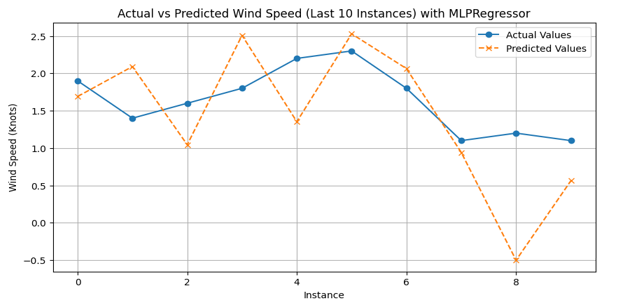 Actual vs Predicted Wind Speed (Last 10 Instances) with MLPRegressor
Actual Values
Predicted Values
Wind Speed (Knots)
2.5
2.0
1.5
1.0
0.5
0.0
−0.5
0 2 4 6 8
Instance